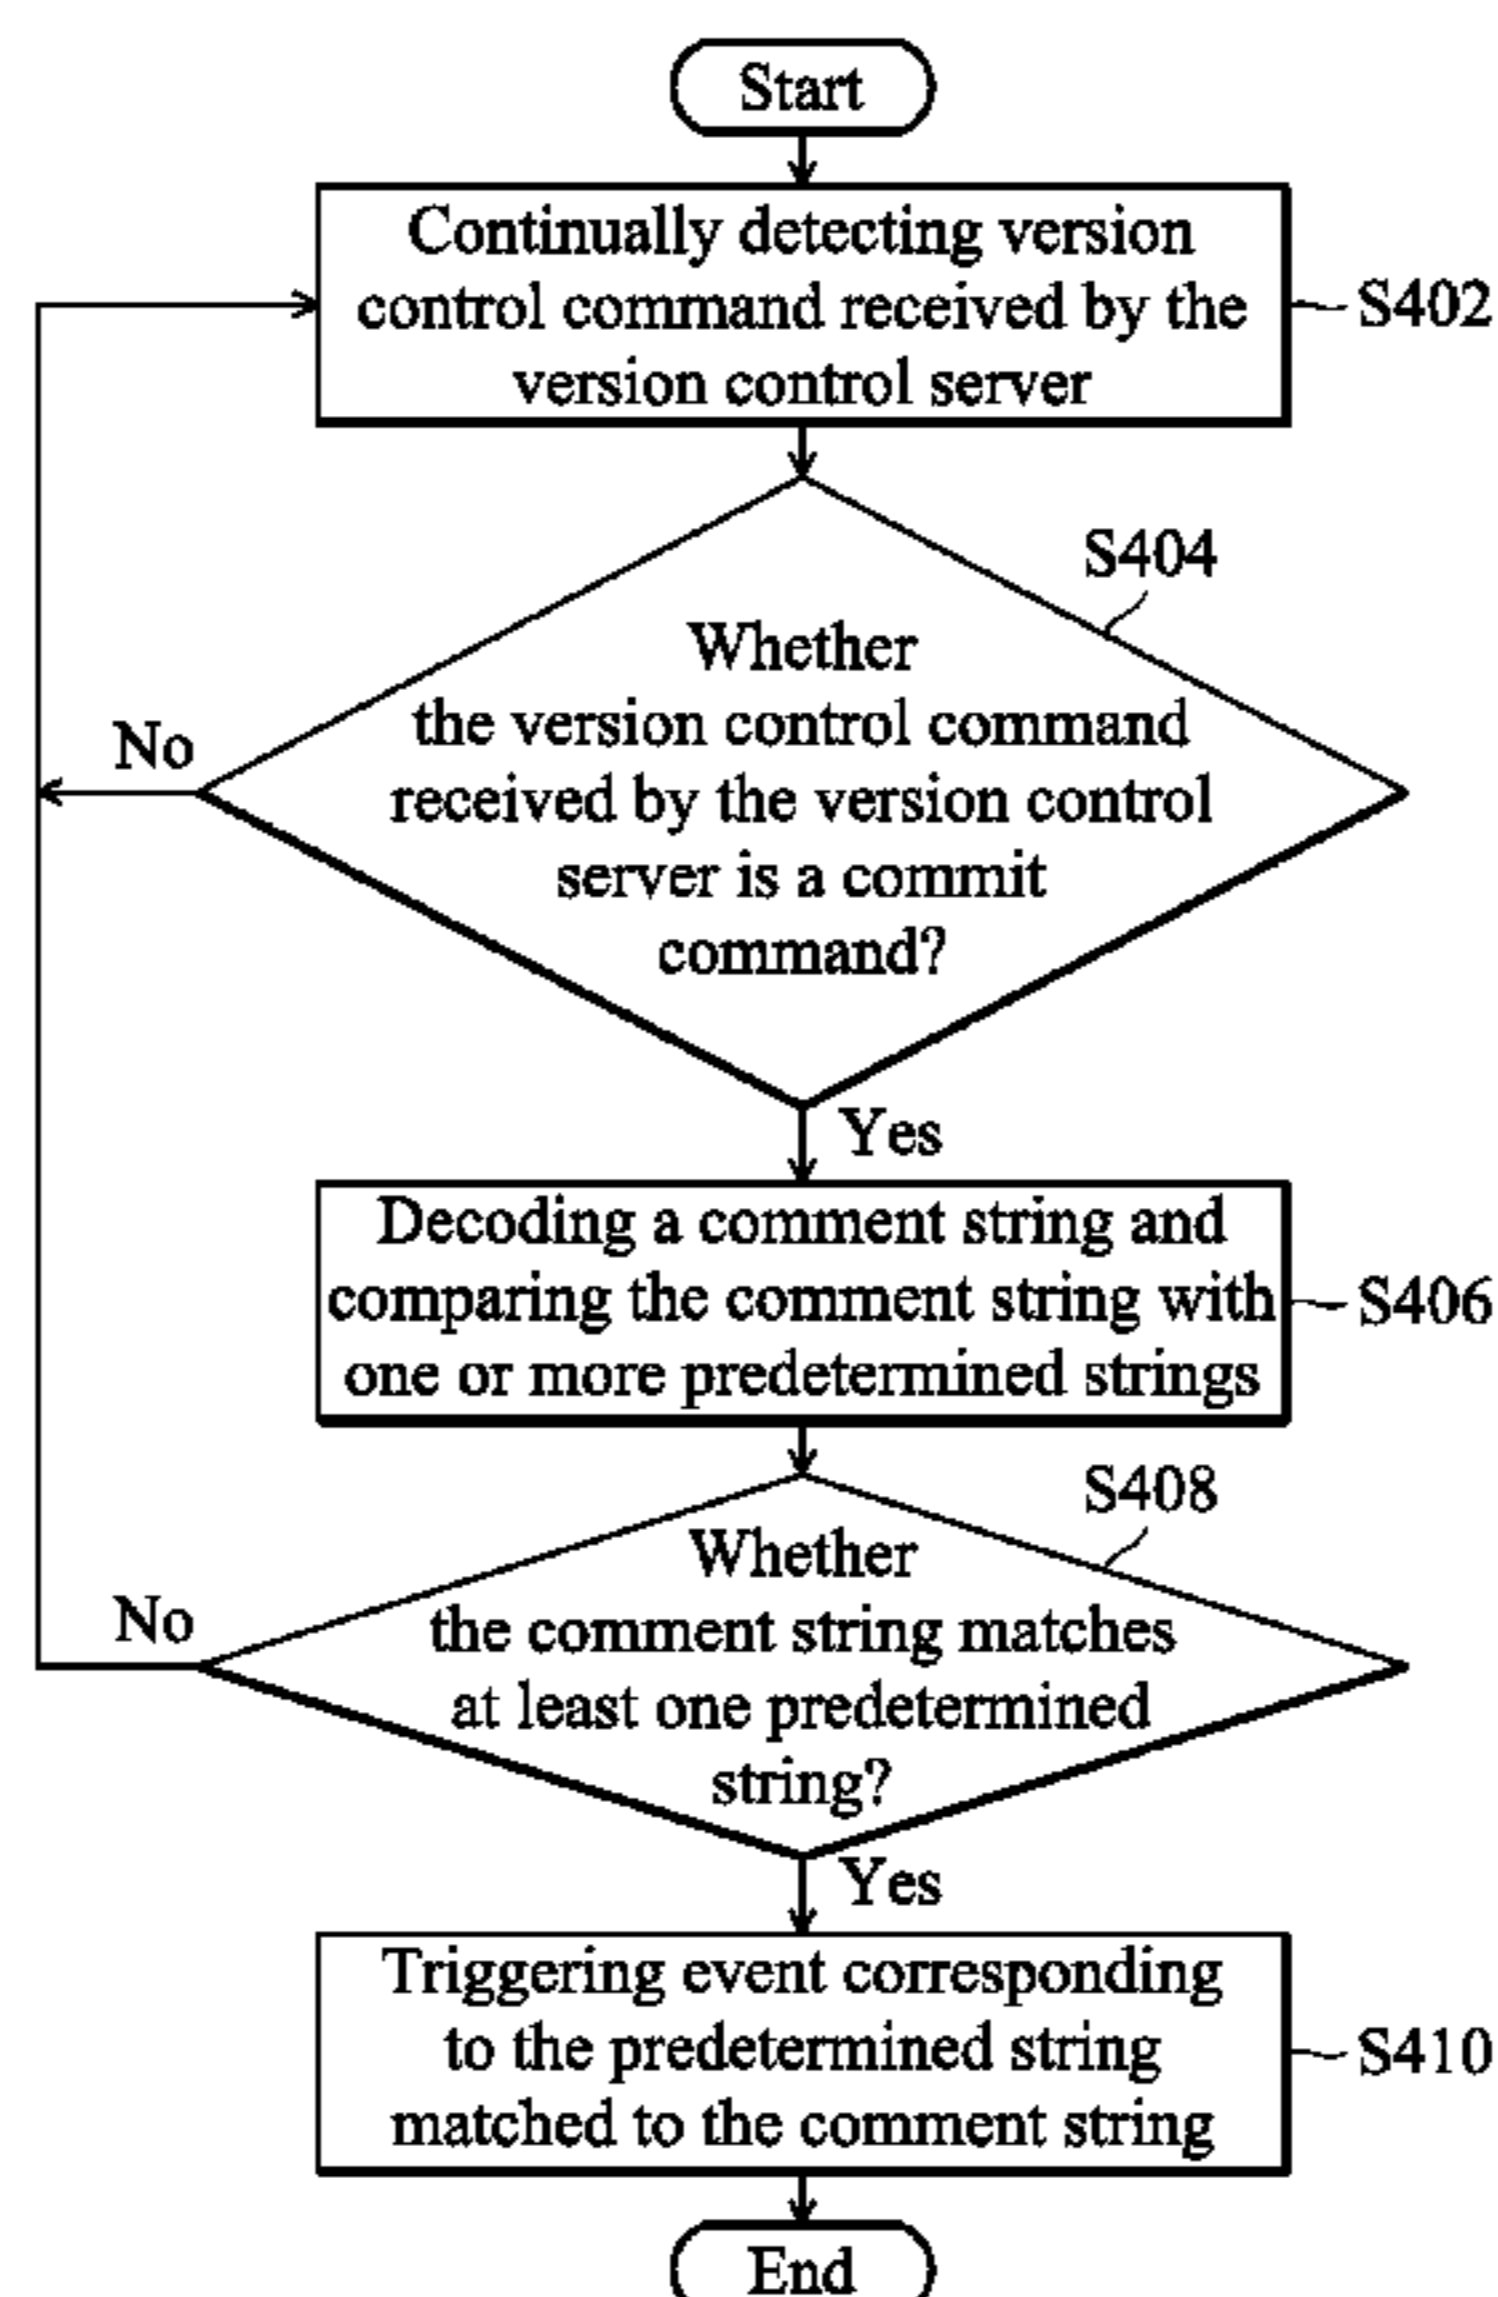 Start
Continually detecting version
control command received by the
version control server
S402
S404
Whether
the version control command
received by the version control
server is a commit
command?
No
Yes
Decoding a comment string and
comparing the comment string with
one or more predetermined strings
S406
S408
Whether
the comment string matches
at least one predetermined
string?
No
Yes
Triggering event corresponding
to the predetermined string
matched to the comment string
S410
End